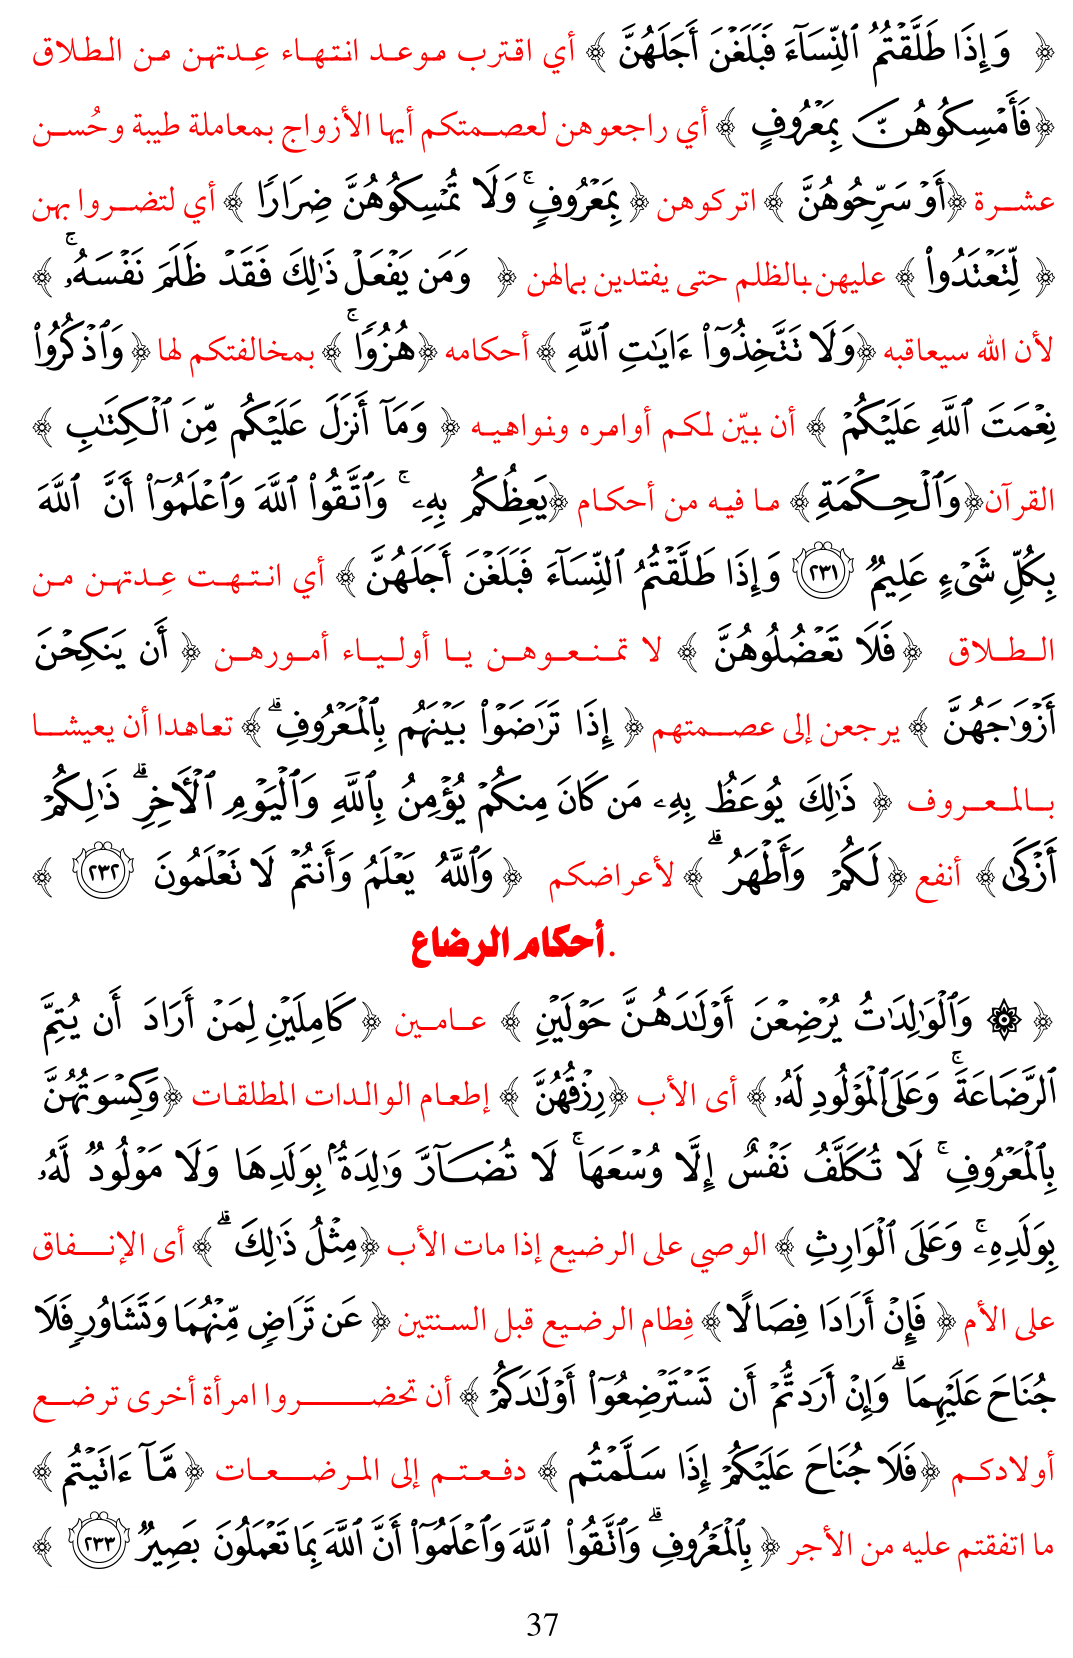 ﴿ وَإِذَا طَلَّقۡتُمُ ٱلنِّسَآءَ فَبَلَغۡنَ أَجَلَهُنَّ ﴾ أي اقترب موعد انتهاء عِدتهن من الطلاق
﴿فَأَمۡسِكُوهُنَّ بِمَعۡرُوفٍ ﴾ أي راجعوهن لعصمتكم أيها الأزواج بمعاملة طيبة وحُسن
عشرة ﴿أَوۡ سَرِّحُوهُنَّ ﴾ اتركوهن ﴿ بِمَعۡرُوفٍۚ وَلَا تُمۡسِكُوهُنَّ ضِرَارٗا ﴾ أي لتضروا بهن
﴿ لِّتَعۡتَدُواْ ﴾ عليهن بالظلم حتى يفتدين بمالهن ﴿ وَمَن يَفۡعَلۡ ذَٰلِكَ فَقَدۡ ظَلَمَ نَفۡسَهُۥۚ ﴾
لأن الله سيعاقبه ﴿وَلَا تَتَّخِذُوٓاْ ءَايَٰتِ ٱللَّهِ ﴾ أحكامه ﴿هُزُوٗاۚ ﴾ بمخالفتكم لها ﴿وَٱذۡكُرُواْ
نِعۡمَتَ ٱللَّهِ عَلَيۡكُمۡ ﴾ أن بيّن لكم أوامره ونواهيه ﴿ وَمَآ أَنزَلَ عَلَيۡكُم مِّنَ ٱلۡكِتَٰبِ ﴾
القرآن ﴿وَٱلۡحِكۡمَةِ ﴾ ما فيه من أحكام ﴿يَعِظُكُم بِهِۦۚ وَٱتَّقُواْ ٱللَّهَ وَٱعۡلَمُوٓاْ أَنَّ ٱللَّهَ
بِكُلِّ شَيۡءٍ عَلِيمٞ ٢٣١ وَإِذَا طَلَّقۡتُمُ ٱلنِّسَآءَ فَبَلَغۡنَ أَجَلَهُنَّ ﴾ أي انتهت عِدتهن من
الطلاق ﴿فَلَا تَعۡضُلُوهُنَّ ﴾ لا تمنعوهن يا أولياء أمورهن ﴿ أَن يَنكِحۡنَ
أَزۡوَٰجَهُنَّ ﴾ يرجعن إلى عصمتهم ﴿ إِذَا تَرَٰضَوۡاْ بَيۡنَهُم بِٱلۡمَعۡرُوفِۗ ﴾ تعاهدا أن يعيشا
بالمعروف ﴿ ذَٰلِكَ يُوعَظُ بِهِۦ مَن كَانَ مِنكُمۡ يُؤۡمِنُ بِٱللَّهِ وَٱلۡيَوۡمِ ٱلۡأٓخِرِۗ ذَٰلِكُمۡ
أَزۡكَىٰ﴾ أنفع ﴿لَكُمۡ وَأَطۡهَرُۚ ﴾ لأعراضكم ﴿ وَٱللَّهُ يَعۡلَمُ وَأَنتُمۡ لَا تَعۡلَمُونَ ٢٣٢ ﴾
.أحكام الرضاع
﴿ ۞ وَٱلۡوَٰلِدَٰتُ يُرۡضِعۡنَ أَوۡلَٰدَهُنَّ حَوۡلَيۡنِ ﴾ عامين ﴿ كَامِلَيۡنِۖ لِمَنۡ أَرَادَ أَن يُتِمَّ
ٱلرَّضَاعَةَۚ وَعَلَى ٱلۡمَوۡلُودِ لَهُۥ ﴾ أى الأب ﴿رِزۡقُهُنَّ ﴾ إطعام الوالدات المطلقات ﴿وَكِسۡوَتُهُنَّ
بِٱلۡمَعۡرُوفِۚ لَا تُكَلَّفُ نَفۡسٌ إِلَّا وُسۡعَهَاۚ لَا تُضَآرَّ وَٰلِدَةُۢ بِوَلَدِهَا وَلَا مَوۡلُودٞ لَّهُۥ
بِوَلَدِهِۦۚ وَعَلَى ٱلۡوَارِثِ ﴾ الوصي على الرضيع إذا مات الأب ﴿مِثۡلُ ذَٰلِكَۗ ﴾ أى الإنفاق
على الأم ﴿ فَإِنۡ أَرَادَا فِصَالًا﴾ فِطام الرضيع قبل السنتين ﴿ عَن تَرَاضٖ مِّنۡهُمَا وَتَشَاوُرٖ فَلَا
جُنَاحَ عَلَيۡهِمَاۗ وَإِنۡ أَرَدتُّمۡ أَن تَسۡتَرۡضِعُوٓاْ أَوۡلَٰدَكُمۡ ﴾ أن تحضروا امرأة أخرى ترضع
أولادكم ﴿فَلَا جُنَاحَ عَلَيۡكُمۡ إِذَا سَلَّمۡتُم ﴾ دفعتم إلى المرضعات ﴿ مَّآ ءَاتَيۡتُم ﴾
ما اتفقتم عليه من الأجر ﴿ بِٱلۡمَعۡرُوفِۗ وَٱتَّقُواْ ٱللَّهَ وَٱعۡلَمُوٓاْ أَنَّ ٱللَّهَ بِمَا تَعۡمَلُونَ بَصِيرٞ ٢٣٣ ﴾
37